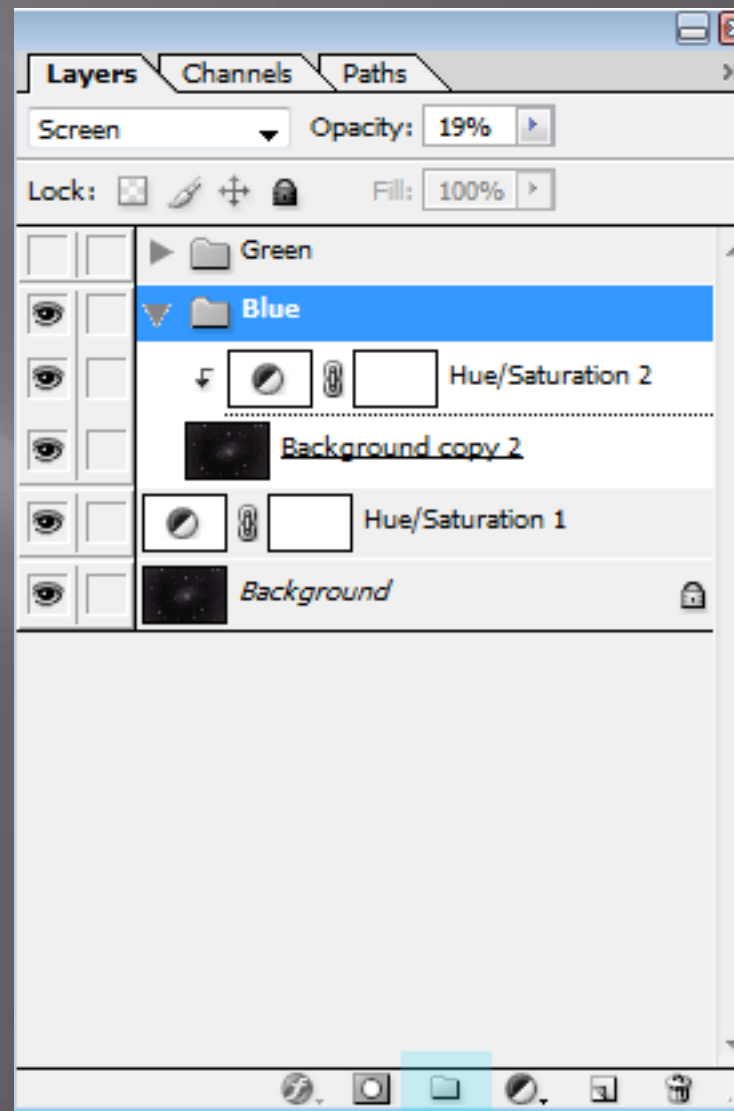 Layers Channels Paths
Screen Opacity: 19%
Lock: Fill: 100%
Green
Blue
Hue/Saturation 2
Background copy 2
Hue/Saturation 1
Background